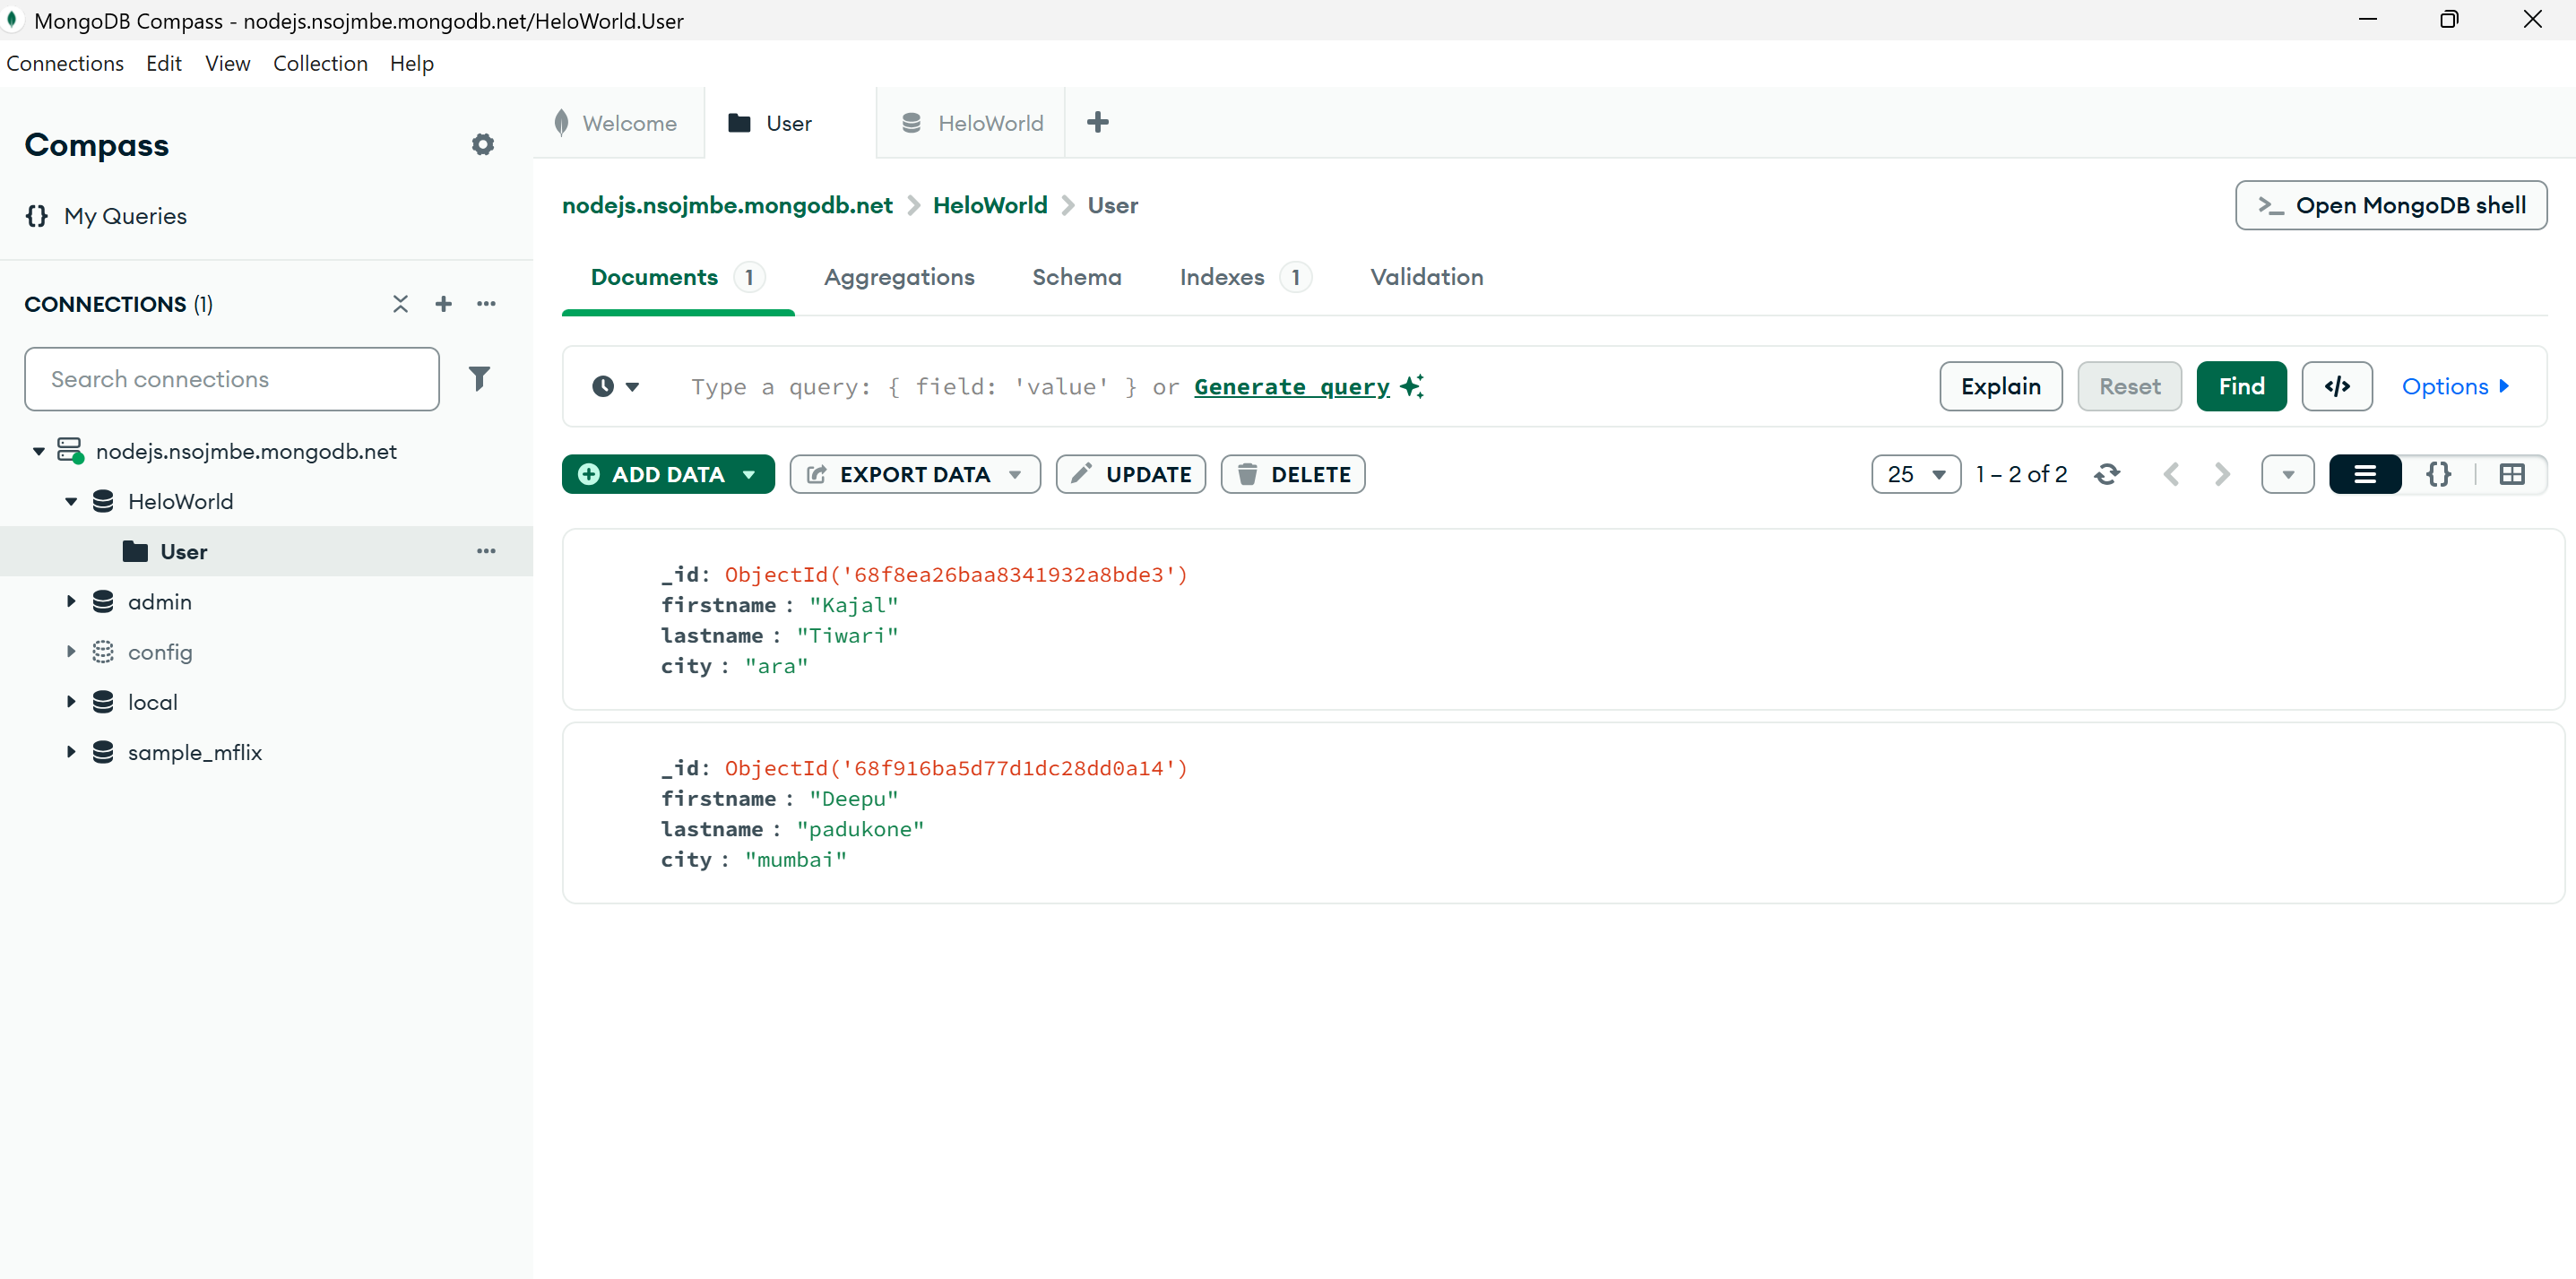 MongoDB Compass - nodejs.nsojmbe.mongodb.net/HeloWorld.User
Connections Edit View Collection Help
Compass
{} My Queries
CONNECTIONS (1)
Search connections
nodejs.nsojmbe.mongodb.net
HeloWorld
User
admin
config
local
sample_mflix
Welcome User HeloWorld
nodejs.nsojmbe.mongodb.net > HeloWorld > User
>_ Open MongoDB shell
Documents 1 Aggregations Schema Indexes 1 Validation
Type a query: { field: 'value' } or Generate query
Explain Reset Find </> Options
ADD DATA EXPORT DATA UPDATE DELETE
25 1 – 2 of 2 {}
_id: ObjectId('68f8ea26baa8341932a8bde3')
firstname : "Kajal"
lastname : "Tiwari"
city : "ara"
_id: ObjectId('68f916ba5d77d1dc28dd0a14')
firstname : "Deepu"
lastname : "padukone"
city : "mumbai"